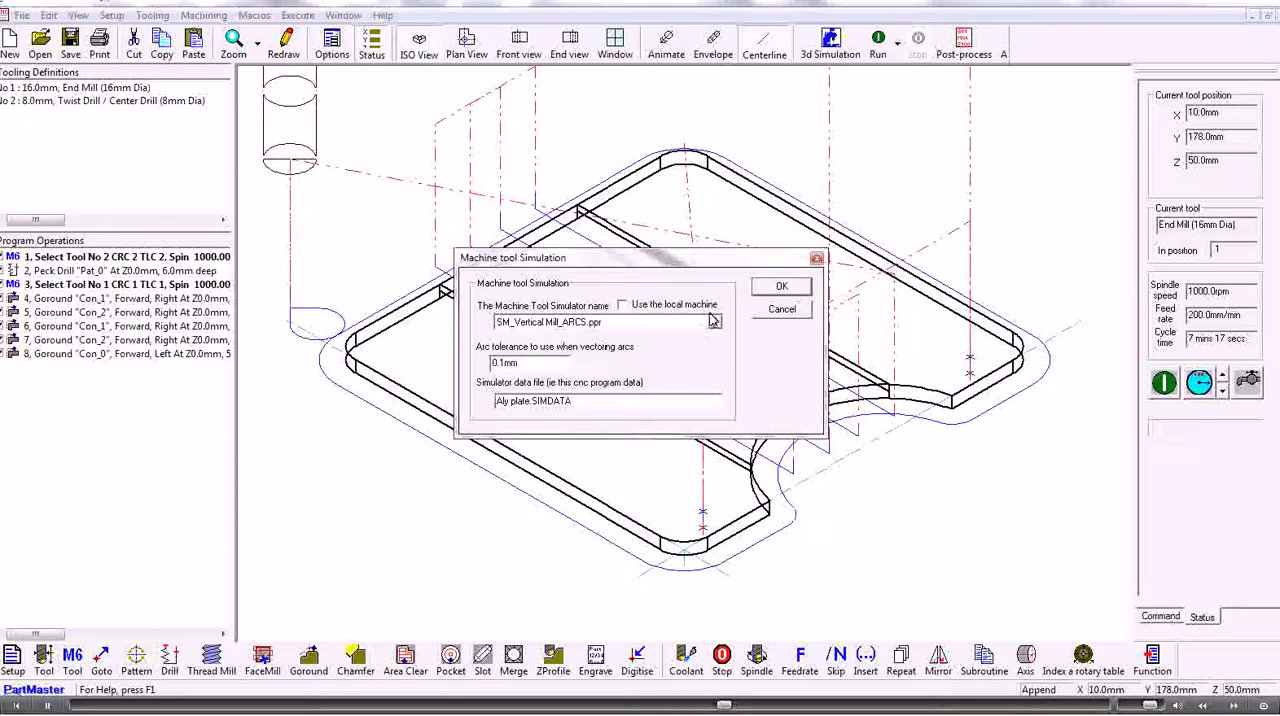 File Edit View Setup Tooling Machining Macros Execute Window Help
New Open Save Print Cut Copy Paste Zoom Redraw Options Status ISO View Plan View Front view End view Window Animate Envelope Centerline 3d Simulation Run Stop Post-process A
Tooling Definitions
No 1 : 16.0mm, End Mill (16mm Dia)
No 2 : 8.0mm, Twist Drill / Center Drill (8mm Dia)
Program Operations
M6 1, Select Tool No 2 CRC 2 TLC 2, Spin 1000.00
2, Peck Drill "Pat_0" At Z0.0mm, 6.0mm deep
M6 3, Select Tool No 1 CRC 1 TLC 1, Spin 1000.00
4, Goround "Con_1", Forward, Right At Z0.0mm,
5, Goround "Con_1", Forward, Right At Z0.0mm,
6, Goround "Con_1", Forward, Right At Z0.0mm,
7, Goround "Con_2", Forward, Right At Z0.0mm,
8, Goround "Con_0", Forward, Left At Z0.0mm, 5
Machine tool Simulation
Machine tool Simulation
The Machine Tool Simulator name Use the local machine
SM_Vertical Mill_ARCS.ppr
Arc tolerance to use when vectoring arcs
0.1mm
Simulator data file (ie this cnc program data)
Aly plate.SIMDATA
OK
Cancel
Current tool position
X 10.0mm
Y 178.0mm
Z 50.0mm
Current tool
End Mill (16mm Dia)
In position 1
Spindle speed 1000.0rpm
Feed rate 200.0mm/min
Cycle time 7 mins 17 secs
Command Status
Setup Tool Tool Goto Pattern Drill Thread Mill FaceMill Goround Chamfer Area Clear Pocket Slot Merge ZProfile Engrave Digitise Coolant Stop Spindle Feedrate Skip Insert Repeat Mirror Subroutine Axis Index a rotary table Function
PartMaster For Help, press F1 Append X 10.0mm Y 178.0mm Z 50.0mm